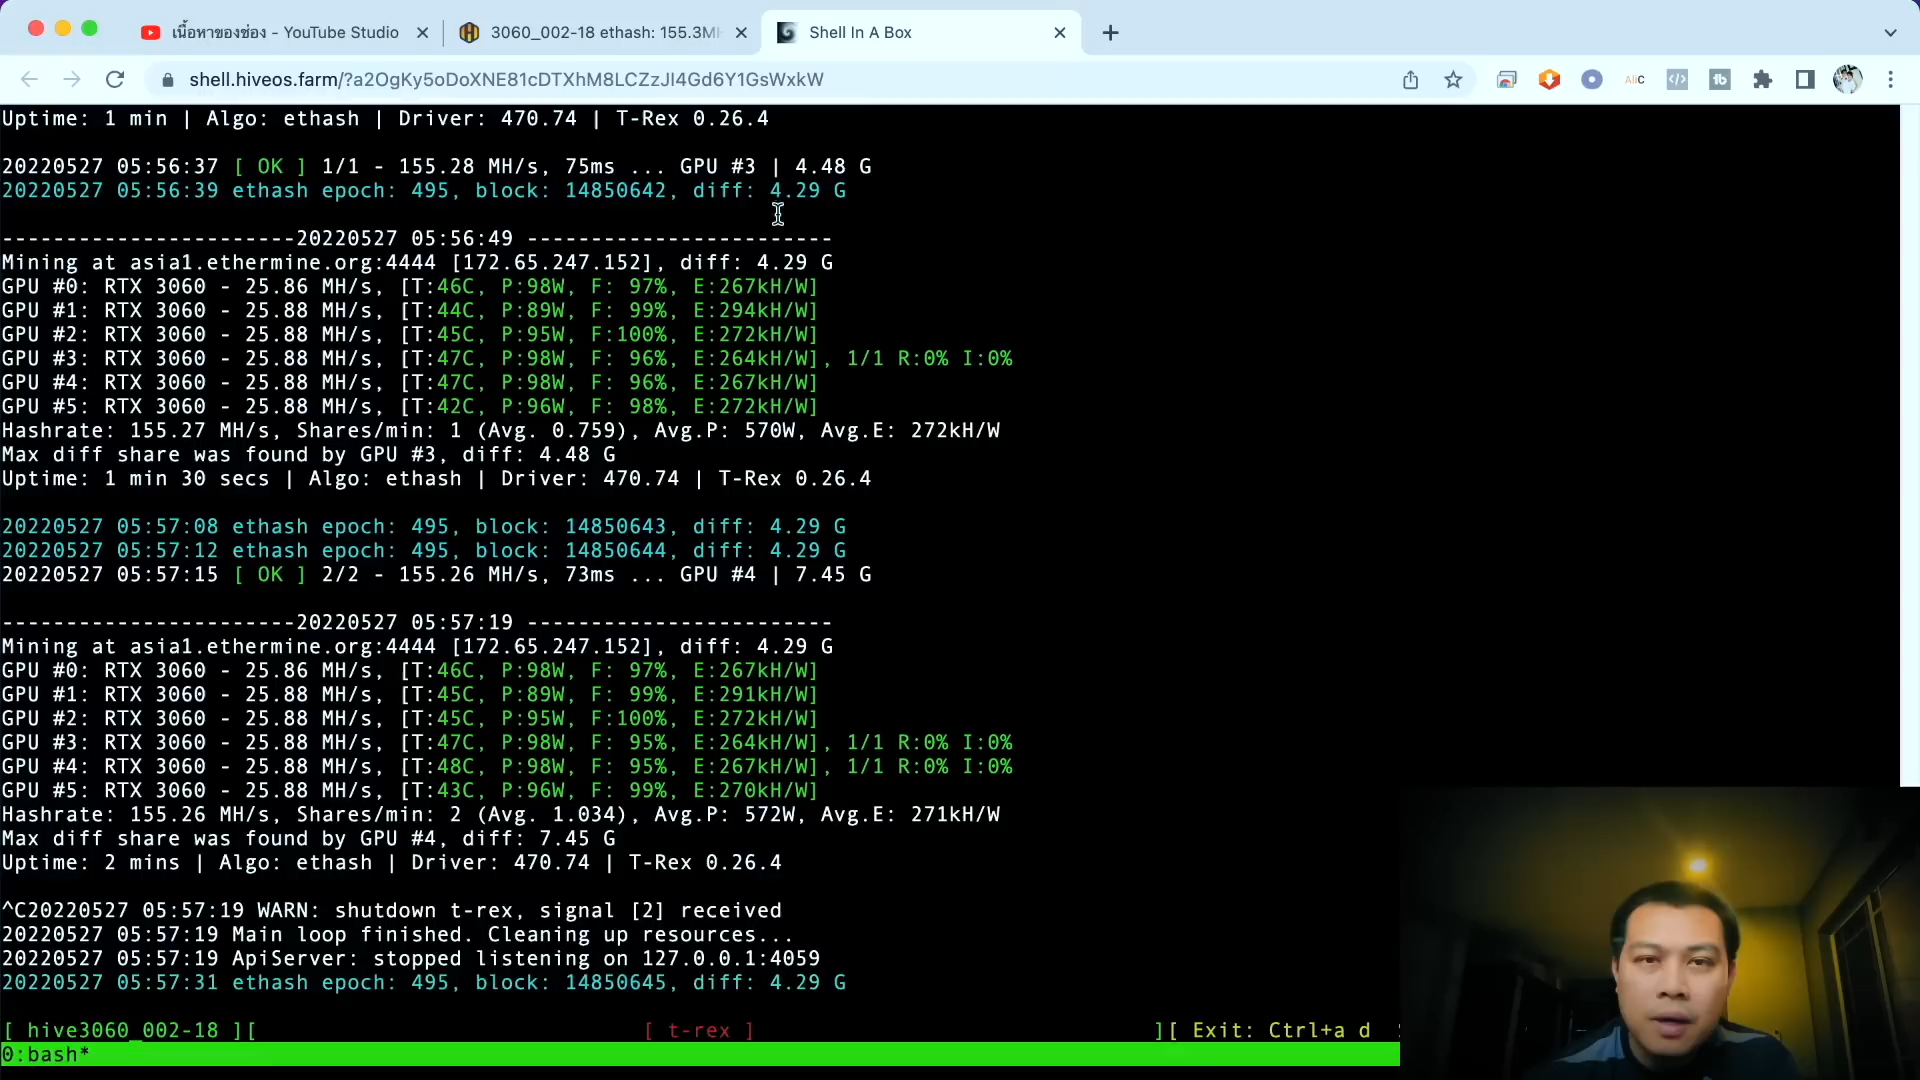 เนื้อหาของช่อง - YouTube Studio
3060_002-18 ethash: 155.3MH
Shell In A Box
shell.hiveos.farm/?a2OgKy5oDoXNE81cDTXhM8LCZzJl4Gd6Y1GsWxkW
AliC
Uptime: 1 min | Algo: ethash | Driver: 470.74 | T-Rex 0.26.4
20220527 05:56:37 [ OK ] 1/1 - 155.28 MH/s, 75ms ... GPU #3 | 4.48 G
20220527 05:56:39 ethash epoch: 495, block: 14850642, diff: 4.29 G
-----------------------20220527 05:56:49 ------------------------
Mining at asia1.ethermine.org:4444 [172.65.247.152], diff: 4.29 G
GPU #0: RTX 3060 - 25.86 MH/s, [T:46C, P:98W, F: 97%, E:267kH/W]
GPU #1: RTX 3060 - 25.88 MH/s, [T:44C, P:89W, F: 99%, E:294kH/W]
GPU #2: RTX 3060 - 25.88 MH/s, [T:45C, P:95W, F:100%, E:272kH/W]
GPU #3: RTX 3060 - 25.88 MH/s, [T:47C, P:98W, F: 96%, E:264kH/W], 1/1 R:0% I:0%
GPU #4: RTX 3060 - 25.88 MH/s, [T:47C, P:98W, F: 96%, E:267kH/W]
GPU #5: RTX 3060 - 25.88 MH/s, [T:42C, P:96W, F: 98%, E:272kH/W]
Hashrate: 155.27 MH/s, Shares/min: 1 (Avg. 0.759), Avg.P: 570W, Avg.E: 272kH/W
Max diff share was found by GPU #3, diff: 4.48 G
Uptime: 1 min 30 secs | Algo: ethash | Driver: 470.74 | T-Rex 0.26.4
20220527 05:57:08 ethash epoch: 495, block: 14850643, diff: 4.29 G
20220527 05:57:12 ethash epoch: 495, block: 14850644, diff: 4.29 G
20220527 05:57:15 [ OK ] 2/2 - 155.26 MH/s, 73ms ... GPU #4 | 7.45 G
-----------------------20220527 05:57:19 ------------------------
Mining at asia1.ethermine.org:4444 [172.65.247.152], diff: 4.29 G
GPU #0: RTX 3060 - 25.86 MH/s, [T:46C, P:98W, F: 97%, E:267kH/W]
GPU #1: RTX 3060 - 25.88 MH/s, [T:45C, P:89W, F: 99%, E:291kH/W]
GPU #2: RTX 3060 - 25.88 MH/s, [T:45C, P:95W, F:100%, E:272kH/W]
GPU #3: RTX 3060 - 25.88 MH/s, [T:47C, P:98W, F: 95%, E:264kH/W], 1/1 R:0% I:0%
GPU #4: RTX 3060 - 25.88 MH/s, [T:48C, P:98W, F: 95%, E:267kH/W], 1/1 R:0% I:0%
GPU #5: RTX 3060 - 25.88 MH/s, [T:43C, P:96W, F: 99%, E:270kH/W]
Hashrate: 155.26 MH/s, Shares/min: 2 (Avg. 1.034), Avg.P: 572W, Avg.E: 271kH/W
Max diff share was found by GPU #4, diff: 7.45 G
Uptime: 2 mins | Algo: ethash | Driver: 470.74 | T-Rex 0.26.4
^C20220527 05:57:19 WARN: shutdown t-rex, signal [2] received
20220527 05:57:19 Main loop finished. Cleaning up resources...
20220527 05:57:19 ApiServer: stopped listening on 127.0.0.1:4059
20220527 05:57:31 ethash epoch: 495, block: 14850645, diff: 4.29 G
[ hive3060_002-18 ][ [ t-rex ] ][ Exit: Ctrl+a d
0:bash*